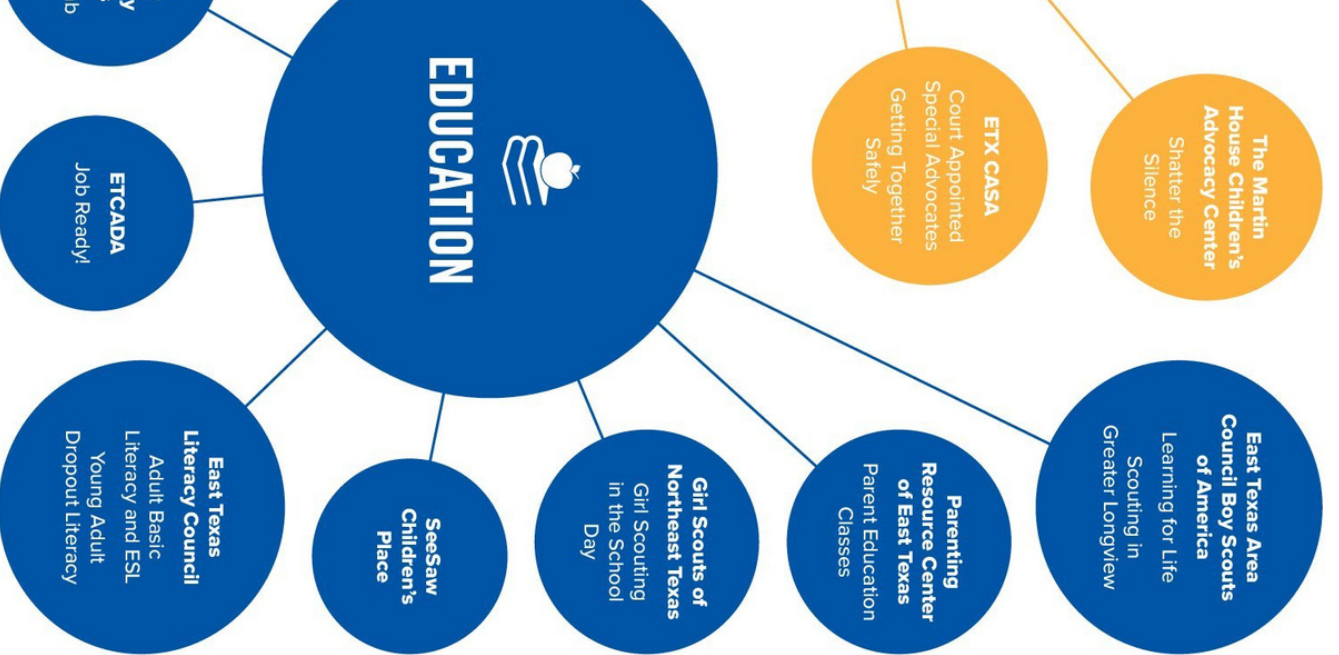 EDUCATION
The Martin
House Children's
Advocacy Center
Shatter the
Silence
ETX CASA
Court Appointed
Special Advocates
Getting Together
Safely
East Texas Area
Council Boy Scouts
of America
Learning for Life
Scouting in
Greater Longview
Parenting
Resource Center
of East Texas
Parent Education
Classes
Girl Scouts of
Northeast Texas
Girl Scouting
in the School
Day
SeeSaw
Children's
Place
East Texas
Literacy Council
Adult Basic
Literacy and ESL
Young Adult
Dropout Literacy
ETCADA
Job Ready!